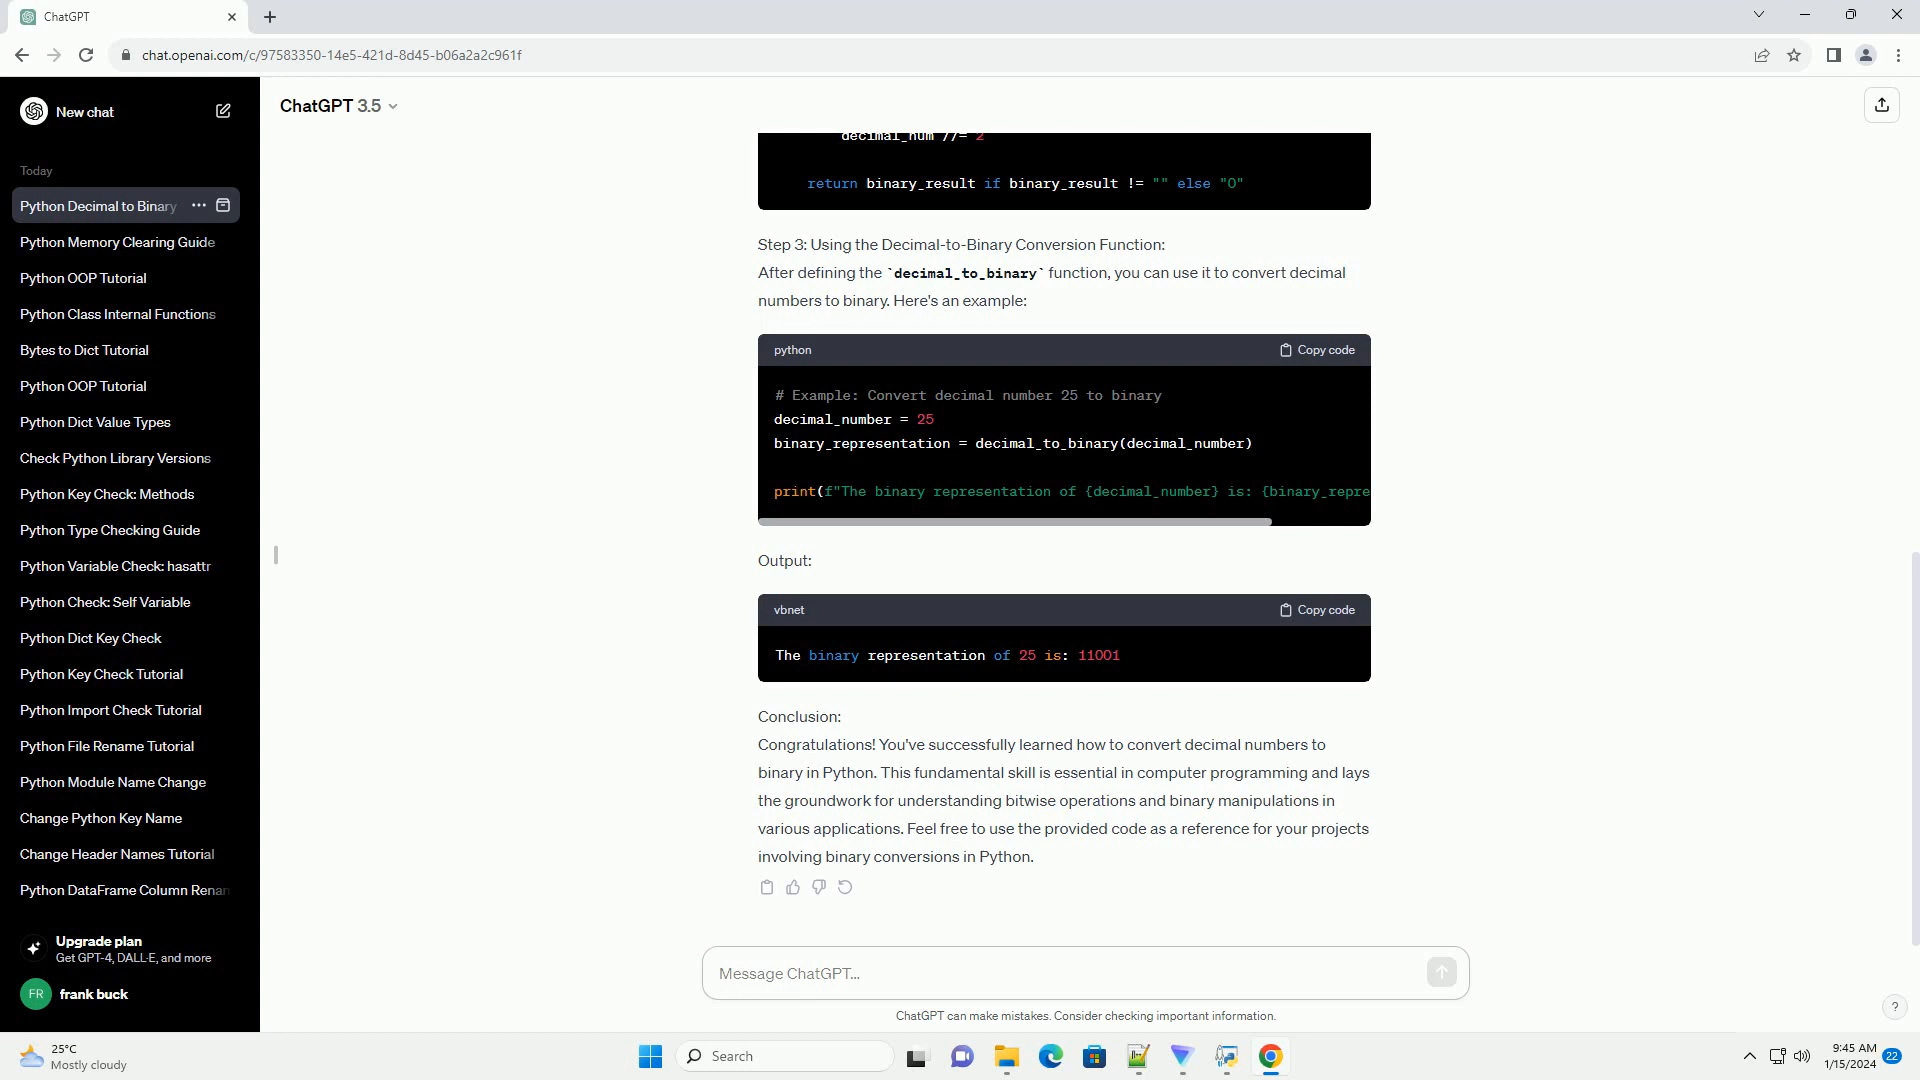 ChatGPT
chat.openai.com/c/97583350-14e5-421d-8d45-b06a2a2c961f
New chat
Today
Python Decimal to Binary
Python Memory Clearing Guide
Python OOP Tutorial
Python Class Internal Functions
Bytes to Dict Tutorial
Python OOP Tutorial
Python Dict Value Types
Check Python Library Versions
Python Key Check: Methods
Python Type Checking Guide
Python Variable Check: hasattr
Python Check: Self Variable
Python Dict Key Check
Python Key Check Tutorial
Python Import Check Tutorial
Python File Rename Tutorial
Python Module Name Change
Change Python Key Name
Change Header Names Tutorial
Python DataFrame Column Renan
Upgrade plan
Get GPT-4, DALL·E, and more
FR frank buck
ChatGPT 3.5
decimal_num //= 2
return binary_result if binary_result != "" else "0"
Step 3: Using the Decimal-to-Binary Conversion Function:
After defining the `decimal_to_binary` function, you can use it to convert decimal
numbers to binary. Here's an example:
python Copy code
# Example: Convert decimal number 25 to binary
decimal_number = 25
binary_representation = decimal_to_binary(decimal_number)
print(f"The binary representation of {decimal_number} is: {binary_repre
Output:
vbnet Copy code
The binary representation of 25 is: 11001
Conclusion:
Congratulations! You've successfully learned how to convert decimal numbers to
binary in Python. This fundamental skill is essential in computer programming and lays
the groundwork for understanding bitwise operations and binary manipulations in
various applications. Feel free to use the provided code as a reference for your projects
involving binary conversions in Python.
Message ChatGPT...
ChatGPT can make mistakes. Consider checking important information.
?
25°C
Mostly cloudy
Search
9:45 AM
1/15/2024
22